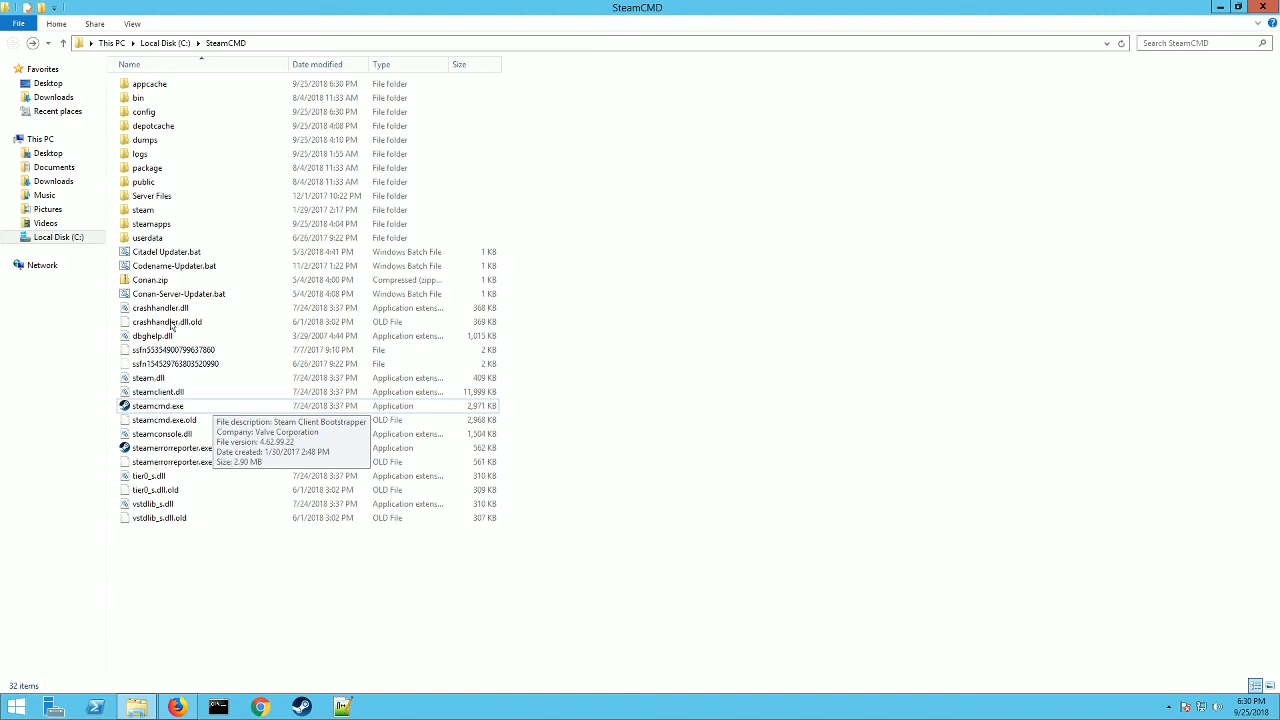 SteamCMD
File Home Share View
This PC Local Disk (C:) SteamCMD
Search SteamCMD
Name Date modified Type Size
Favorites
Desktop
Downloads
Recent places
This PC
Desktop
Documents
Downloads
Music
Pictures
Videos
Local Disk (C:)
Network
appcache 9/25/2018 6:30 PM File folder
bin 8/4/2018 11:33 AM File folder
config 9/25/2018 6:30 PM File folder
depotcache 9/25/2018 4:08 PM File folder
dumps 9/25/2018 4:10 PM File folder
logs 9/25/2018 1:55 AM File folder
package 8/4/2018 11:33 AM File folder
public 8/4/2018 11:33 AM File folder
Server Files 12/1/2017 10:22 PM File folder
steam 1/29/2017 2:17 PM File folder
steamapps 9/25/2018 4:04 PM File folder
userdata 6/26/2017 9:22 PM File folder
Citadel Updater.bat 5/3/2018 4:41 PM Windows Batch File 1 KB
Codename-Updater.bat 11/2/2017 1:22 PM Windows Batch File 1 KB
Conan.zip 5/4/2018 4:00 PM Compressed (zipp... 1 KB
Conan-Server-Updater.bat 5/4/2018 4:08 PM Windows Batch File 1 KB
crashhandler.dll 7/24/2018 3:37 PM Application extens... 368 KB
crashhandler.dll.old 6/1/2018 3:02 PM OLD File 369 KB
dbghelp.dll 3/29/2007 4:44 PM Application extens... 1,015 KB
ssfn55354900799637860 7/7/2017 9:10 PM File 2 KB
ssfn154529763803520990 6/26/2017 9:22 PM File 2 KB
steam.dll 7/24/2018 3:37 PM Application extens... 409 KB
steamclient.dll 7/24/2018 3:37 PM Application extens... 11,999 KB
steamcmd.exe 7/24/2018 3:37 PM Application 2,971 KB
steamcmd.exe.old OLD File 2,968 KB
steamconsole.dll Application extens... 1,504 KB
steamerrorreporter.exe Application 562 KB
steamerrorreporter.exe OLD File 561 KB
File description: Steam Client Bootstrapper
Company: Valve Corporation
File version: 4.62.99.22
Date created: 1/30/2017 2:48 PM
Size: 2.90 MB
tier0_s.dll 7/24/2018 3:37 PM Application extens... 310 KB
tier0_s.dll.old 6/1/2018 3:02 PM OLD File 309 KB
vstdlib_s.dll 7/24/2018 3:37 PM Application extens... 310 KB
vstdlib_s.dll.old 6/1/2018 3:02 PM OLD File 307 KB
32 items
6:30 PM
9/25/2018